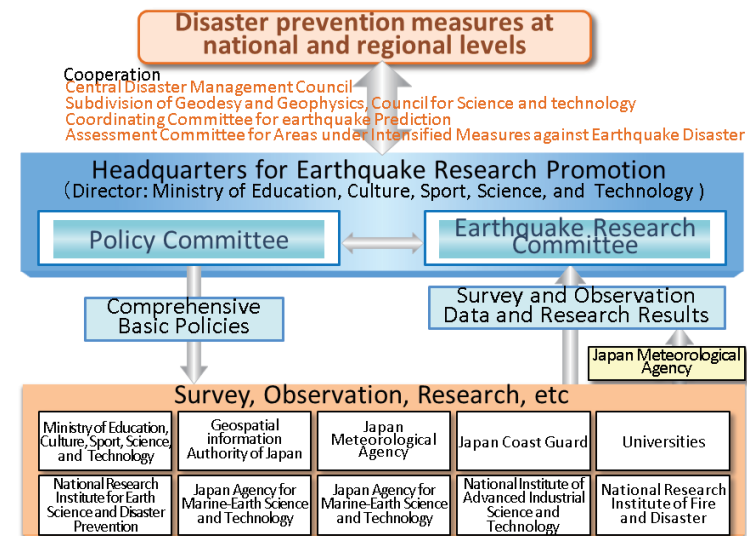 Disaster prevention measures at
national and regional levels
Cooperation
Central Disaster Management Council
Subdivision of Geodesy and Geophysics, Council for Science and technology
Coordinating Committee for earthquake Prediction
Assessment Committee for Areas under Intensified Measures against Earthquake Disaster
Headquarters for Earthquake Research Promotion
(Director: Ministry of Education, Culture, Sport, Science, and Technology )
Policy Committee
Earthquake Research
Committee
Comprehensive
Basic Policies
Survey and Observation
Data and Research Results
Japan Meteorological
Agency
Survey, Observation, Research, etc
Ministry of Education,
Culture, Sport, Science,
and Technology
Geospatial
information
Authority of Japan
Japan
Meteorological
Agency
Japan Coast Guard
Universities
National Research
Institute for Earth
Science and Disaster
Prevention
Japan Agency for
Marine-Earth Science
and Technology
Japan Agency for
Marine-Earth Science
and Technology
National Institute of
Advanced Industrial
Science and
Technology
National Research
Institute of Fire
and Disaster